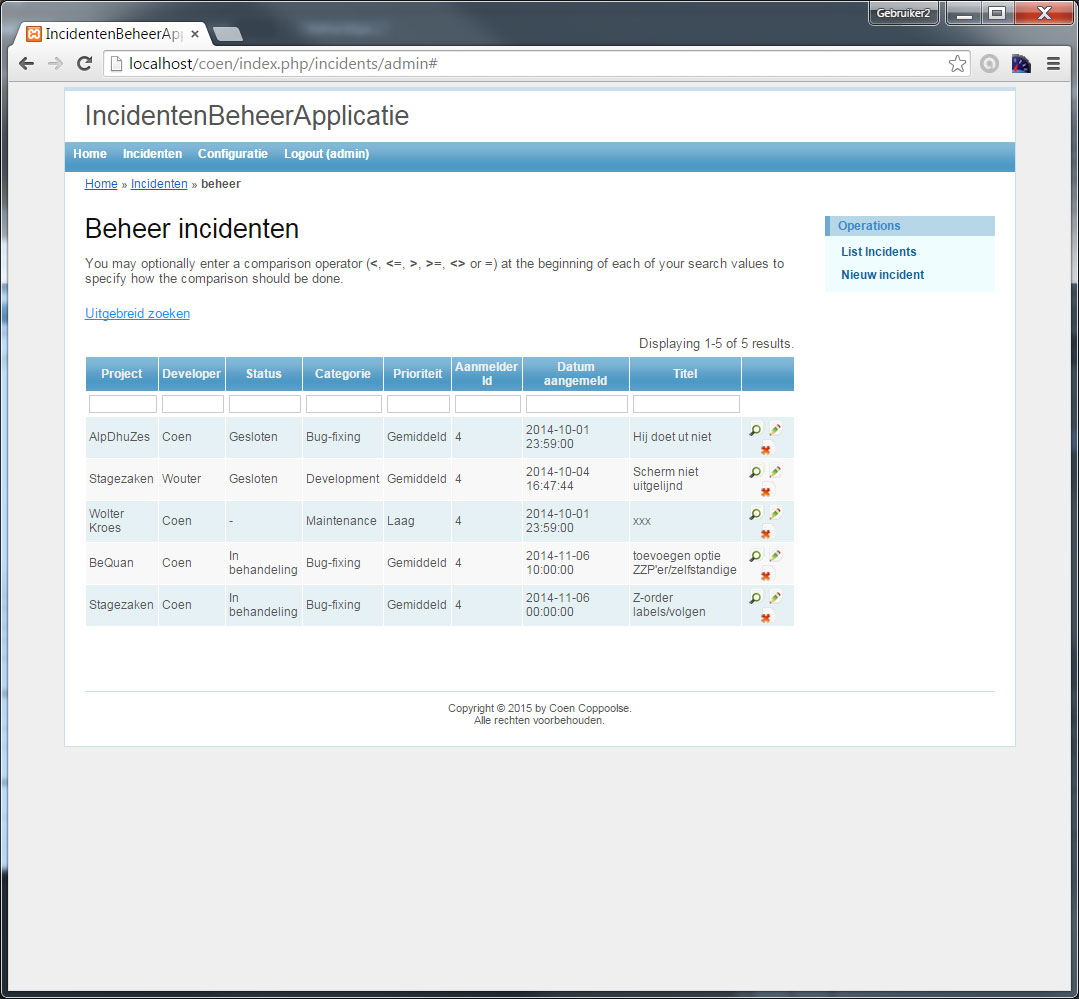 Gebruiker2
IncidentenBeheerAp
localhost/coen/index.php/incidents/admin#
IncidentenBeheerApplicatie
Home Incidenten Configuratie Logout (admin)
Home » Incidenten » beheer
Beheer incidenten
You may optionally enter a comparison operator (<, <=, >, >=, <> or =) at the beginning of each of your search values to
specify how the comparison should be done.
Uitgebreid zoeken
Operations
List Incidents
Nieuw incident
Displaying 1-5 of 5 results.
Project Developer Status Categorie Prioriteit Aanmelder Datum Titel
Id aangemeld
AlpDhuZes Coen Gesloten Bug-fixing Gemiddeld 4 2014-10-01 Hij doet ut niet
23:59:00
Stagezaken Wouter Gesloten Development Gemiddeld 4 2014-10-04 Scherm niet
16:47:44 uitgelijnd
Wolter Coen - Maintenance Laag 4 2014-10-01 xxx
Kroes 23:59:00
BeQuan Coen In Bug-fixing Gemiddeld 4 2014-11-06 toevoegen optie
behandeling 10:00:00 ZZP'er/zelfstandige
Stagezaken Coen In Bug-fixing Gemiddeld 4 2014-11-06 Z-order
behandeling 00:00:00 labels/volgen
Copyright © 2015 by Coen Coppoolse.
Alle rechten voorbehouden.